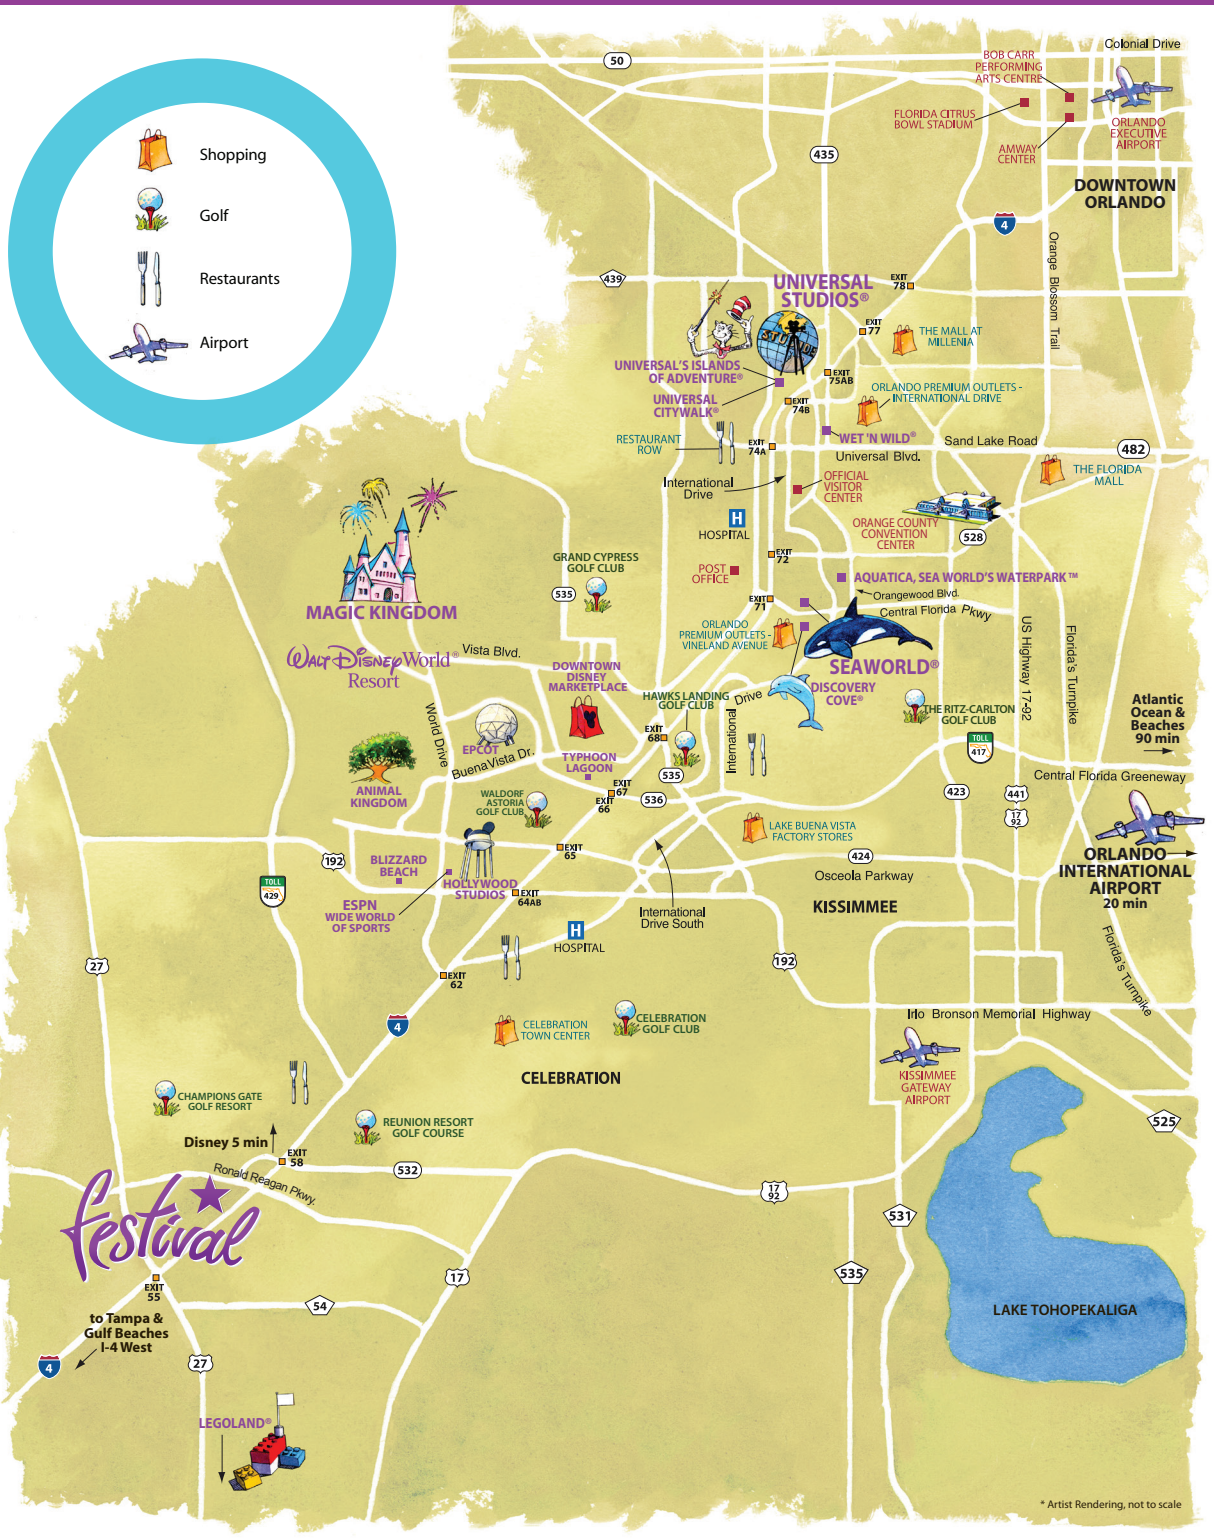 Shopping
Golf
Restaurants
Airport
50
Colonial Drive
BOB CARR
PERFORMING
ARTS CENTRE
FLORIDA CITRUS
BOWL STADIUM
AMWAY
CENTER
ORLANDO
EXECUTIVE
AIRPORT
435
DOWNTOWN
ORLANDO
4
Orange Blossom Trail
439
UNIVERSAL
STUDIOS®
EXIT
78
EXIT
77
THE MALL AT
MILLENIA
STUDIOS
UNIVERSAL'S ISLANDS
OF ADVENTURE®
EXIT
75AB
UNIVERSAL
CITYWALK®
EXIT
74B
ORLANDO PREMIUM OUTLETS -
INTERNATIONAL DRIVE
RESTAURANT
ROW
EXIT
74A
WET 'N WILD®
Sand Lake Road
482
Universal Blvd.
International
Drive
OFFICIAL
VISITOR
CENTER
THE FLORIDA
MALL
H
HOSPITAL
ORANGE COUNTY
CONVENTION
CENTER
528
GRAND CYPRESS
GOLF CLUB
535
POST
OFFICE
EXIT
72
AQUATICA, SEA WORLD'S WATERPARK™
Orangewood Blvd.
EXIT
71
Central Florida Pkwy
MAGIC KINGDOM
WALT DISNEY World®
Resort
Vista Blvd.
ORLANDO
PREMIUM OUTLETS -
VINELAND AVENUE
SEAWORLD®
DISCOVERY
COVE®
US Highway 17-92
Florida's Turnpike
DOWNTOWN
DISNEY
MARKETPLACE
HAWKS LANDING
GOLF CLUB
International Drive
THE RITZ-CARLTON
GOLF CLUB
Atlantic
Ocean &
Beaches
90 min
World Drive
EPCOT
Buena Vista Dr.
EXIT
68
TOLL
417
TYPHOON
LAGOON
535
ANIMAL
KINGDOM
WALDORF
ASTORIA
GOLF CLUB
EXIT
67
EXIT
66
536
423
441
17
92
Central Florida Greeneway
LAKE BUENA VISTA
FACTORY STORES
192
BLIZZARD
BEACH
EXIT
65
424
Osceola Parkway
ORLANDO
INTERNATIONAL
AIRPORT
20 min
TOLL
429
HOLLYWOOD
STUDIOS
EXIT
64AB
ESPN
WIDE WORLD
OF SPORTS
International
Drive South
KISSIMMEE
H
HOSPITAL
Florida's Turnpike
27
EXIT
62
192
4
CELEBRATION
TOWN CENTER
CELEBRATION
GOLF CLUB
Irlo Bronson Memorial Highway
CELEBRATION
KISSIMMEE
GATEWAY
AIRPORT
CHAMPIONS GATE
GOLF RESORT
REUNION RESORT
GOLF COURSE
525
Disney 5 min
EXIT
58
532
Ronald Reagan Pkwy.
17
92
531
festival
17
535
EXIT
55
54
LAKE TOHOPEKALIGA
to Tampa &
Gulf Beaches
I-4 West
4
27
LEGOLAND®
* Artist Rendering, not to scale